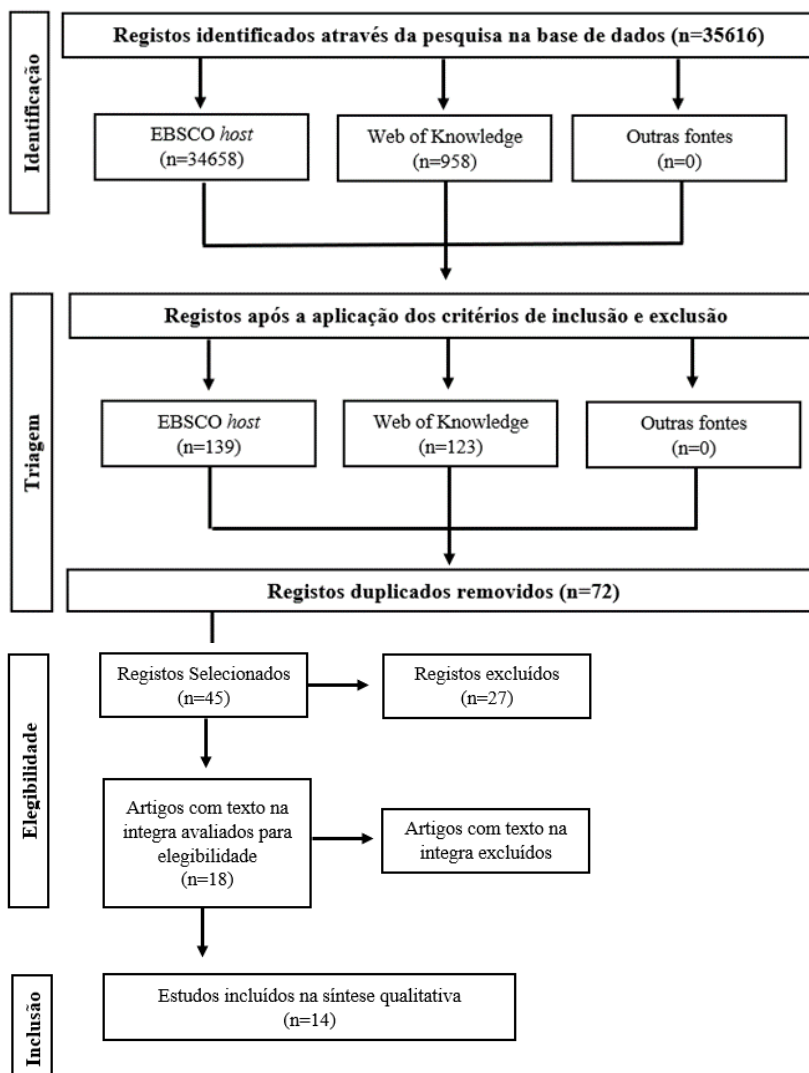 Identificação
Registos identificados através da pesquisa na base de dados (n=35616)
EBSCO host
(n=34658)
Web of Knowledge
(n=958)
Outras fontes
(n=0)
Triagem
Registos após a aplicação dos critérios de inclusão e exclusão
EBSCO host
(n=139)
Web of Knowledge
(n=123)
Outras fontes
(n=0)
Registos duplicados removidos (n=72)
Elegibilidade
Registos Selecionados
(n=45)
Registos excluídos
(n=27)
Artigos com texto na
integra avaliados para
elegibilidade
(n=18)
Artigos com texto na
integra excluídos
Inclusão
Estudos incluídos na síntese qualitativa
(n=14)